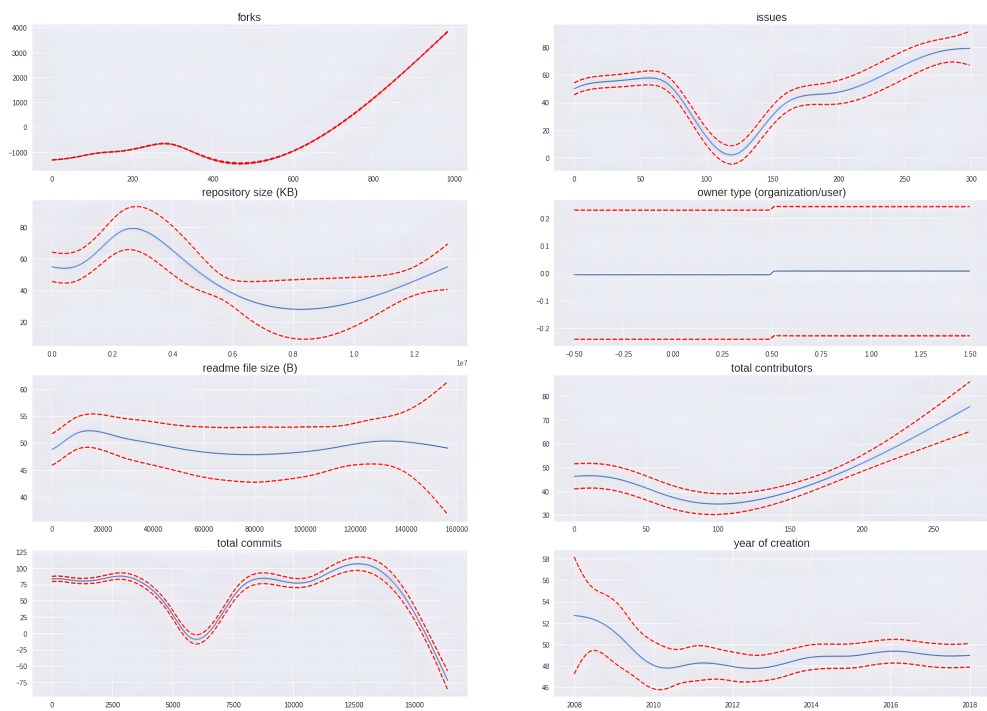 forks
4000
3000
2000
1000
0
−1000
0 200 400 600 800 1000
issues
80
60
40
20
0
0 50 100 150 200 250 300
repository size (KB)
80
60
40
20
0.0 0.2 0.4 0.6 0.8 1.0 1.2
1e7
owner type (organization/user)
0.2
0.1
0.0
−0.1
−0.2
−0.50 −0.25 0.00 0.25 0.50 0.75 1.00 1.25 1.50
readme file size (B)
60
55
50
45
40
0 20000 40000 60000 80000 100000 120000 140000 160000
total contributors
80
70
60
50
40
30
0 50 100 150 200 250
total commits
125
100
75
50
25
0
−25
−50
−75
0 2500 5000 7500 10000 12500 15000
year of creation
58
56
54
52
50
48
46
2008 2010 2012 2014 2016 2018